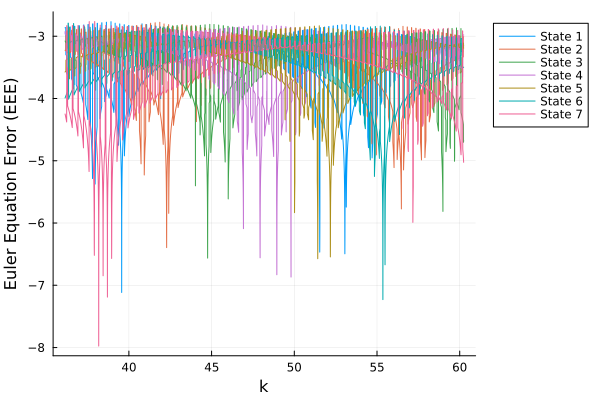 −3
−4
−5
−6
−7
−8
Euler Equation Error (EEE)
40
45
50
55
60
k
State 1
State 2
State 3
State 4
State 5
State 6
State 7